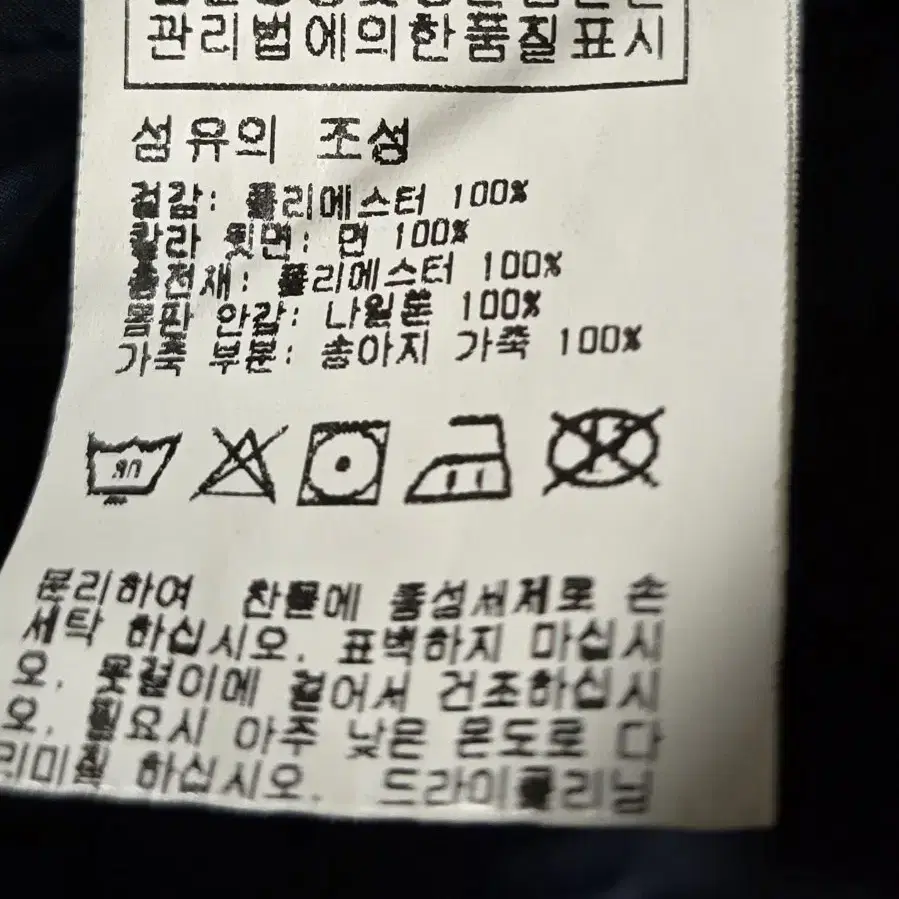 관리법에의한품질표시
섬유의 조성
겉감: 폴리에스터 100%
칼라 뒷면: 면 100%
충전재: 폴리에스터 100%
몸판 안감: 나일론 100%
가죽 부분: 송아지 가죽 100%
분리하여 찬물에 중성세제로 손
세탁 하십시오. 표백하지 마십시
오. 옷걸이에 걸어서 건조하십시
오. 필요시 아주 낮은 온도로 다
리미질 하십시오. 드라이클리닝